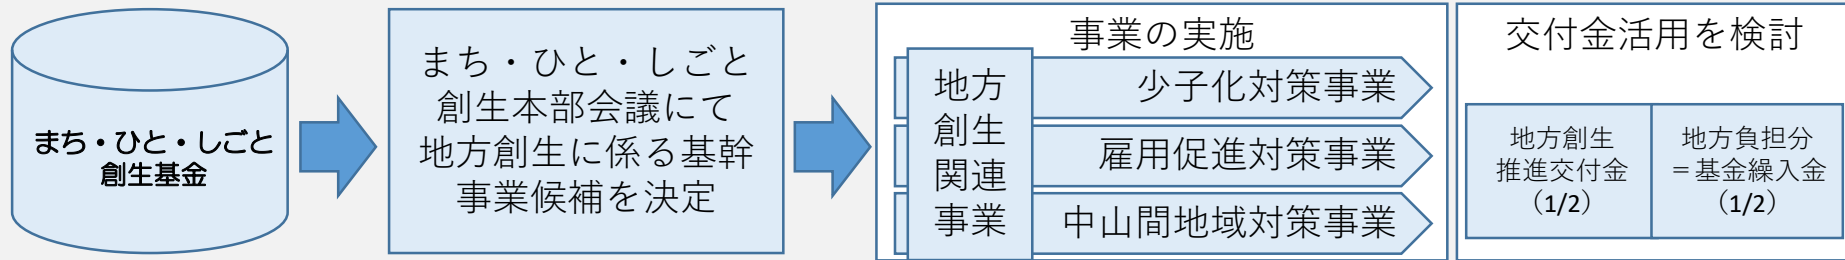 まち・ひと・しごと
創生基金
まち・ひと・しごと
創生本部会議にて
地方創生に係る基幹
事業候補を決定
事業の実施
地方
創生
関連
事業
少子化対策事業
雇用促進対策事業
中山間地域対策事業
交付金活用を検討
地方創生
推進交付金
（1/2）
地方負担分
＝基金繰入金
（1/2）